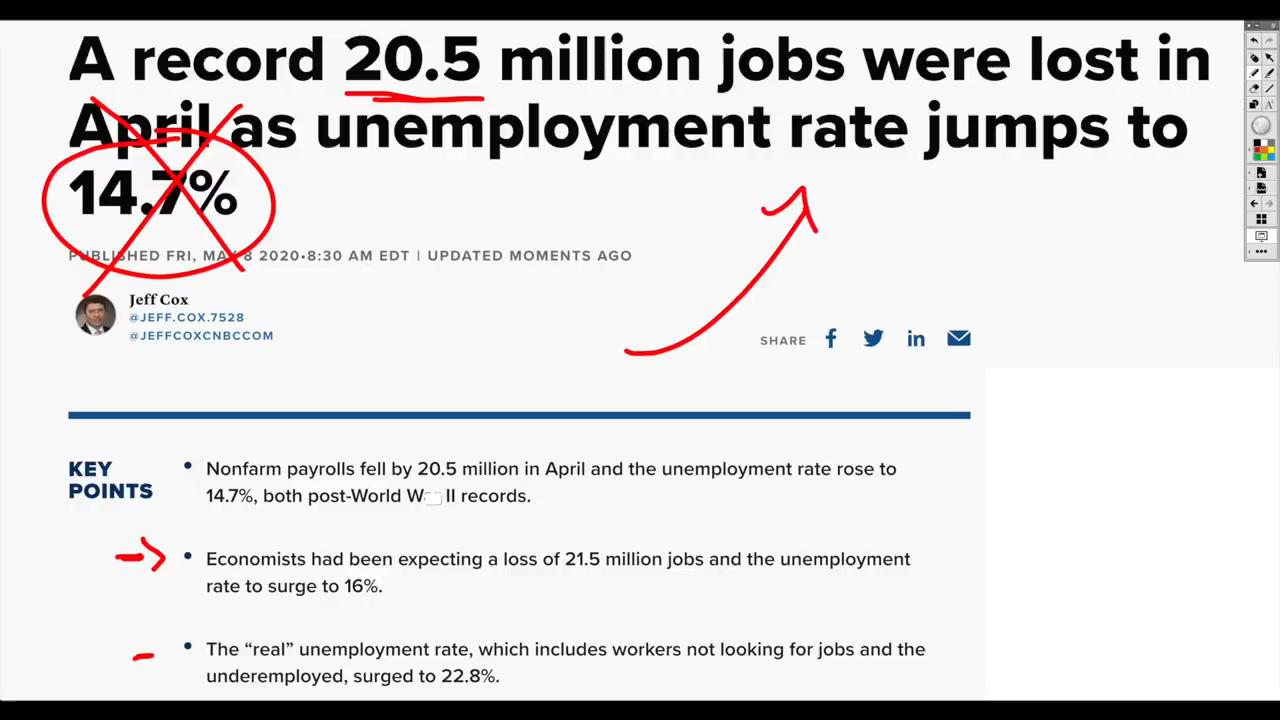 A record 20.5 million jobs were lost in
April as unemployment rate jumps to
14.7%
PUBLISHED FRI, MAY 8 2020•8:30 AM EDT | UPDATED MOMENTS AGO
Jeff Cox
@JEFF.COX.7528
@JEFFCOXCNBCCOM
SHARE
KEY
POINTS
• Nonfarm payrolls fell by 20.5 million in April and the unemployment rate rose to
14.7%, both post-World War II records.
• Economists had been expecting a loss of 21.5 million jobs and the unemployment
rate to surge to 16%.
• The “real” unemployment rate, which includes workers not looking for jobs and the
underemployed, surged to 22.8%.